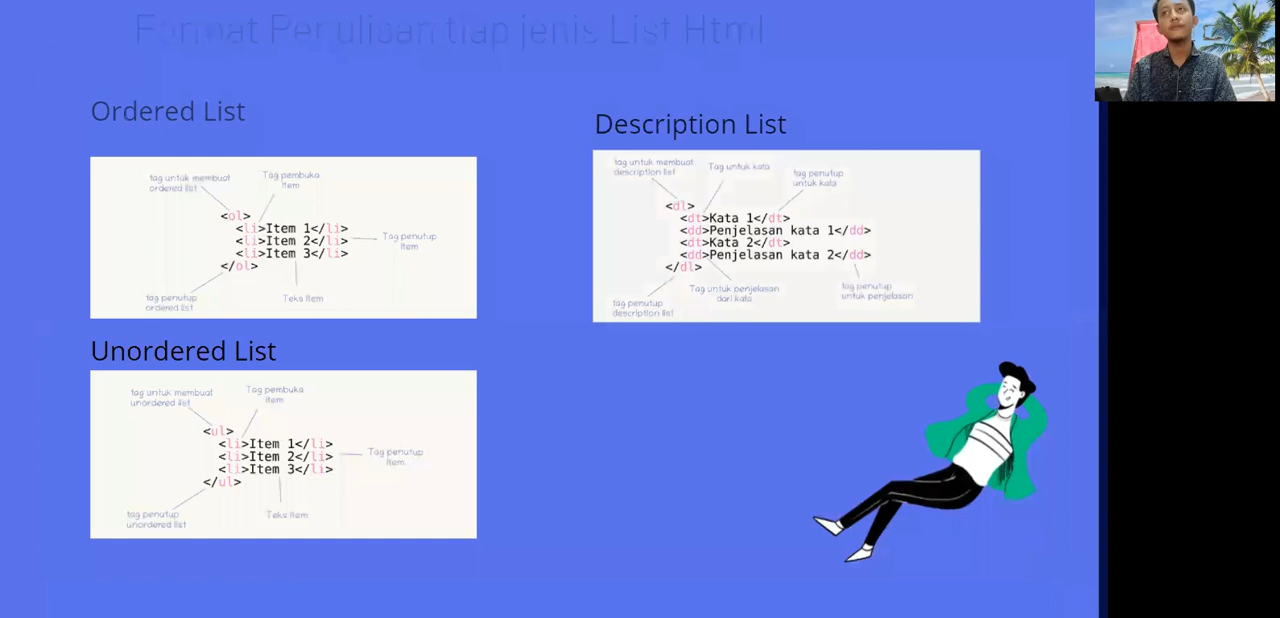 Format Penulisan tiap jenis List Html
Ordered List
tag untuk membuat
ordered list
Tag pembuka
Item
<ol>
<li>Item 1</li>
<li>Item 2</li>
<li>Item 3</li>
</ol>
Tag penutup
Item
tag penutup
ordered list
Teks Item
Unordered List
tag untuk membuat
unordered list
Tag pembuka
Item
<ul>
<li>Item 1</li>
<li>Item 2</li>
<li>Item 3</li>
</ul>
Tag penutup
Item
tag penutup
unordered list
Teks Item
Description List
tag untuk membuat
description list
Tag untuk kata
tag penutup
untuk kata
<dl>
<dt>Kata 1</dt>
<dd>Penjelasan kata 1</dd>
<dt>Kata 2</dt>
<dd>Penjelasan kata 2</dd>
</dl>
Tag untuk penjelasan
dari kata
tag penutup
untuk penjelasan
tag penutup
description list